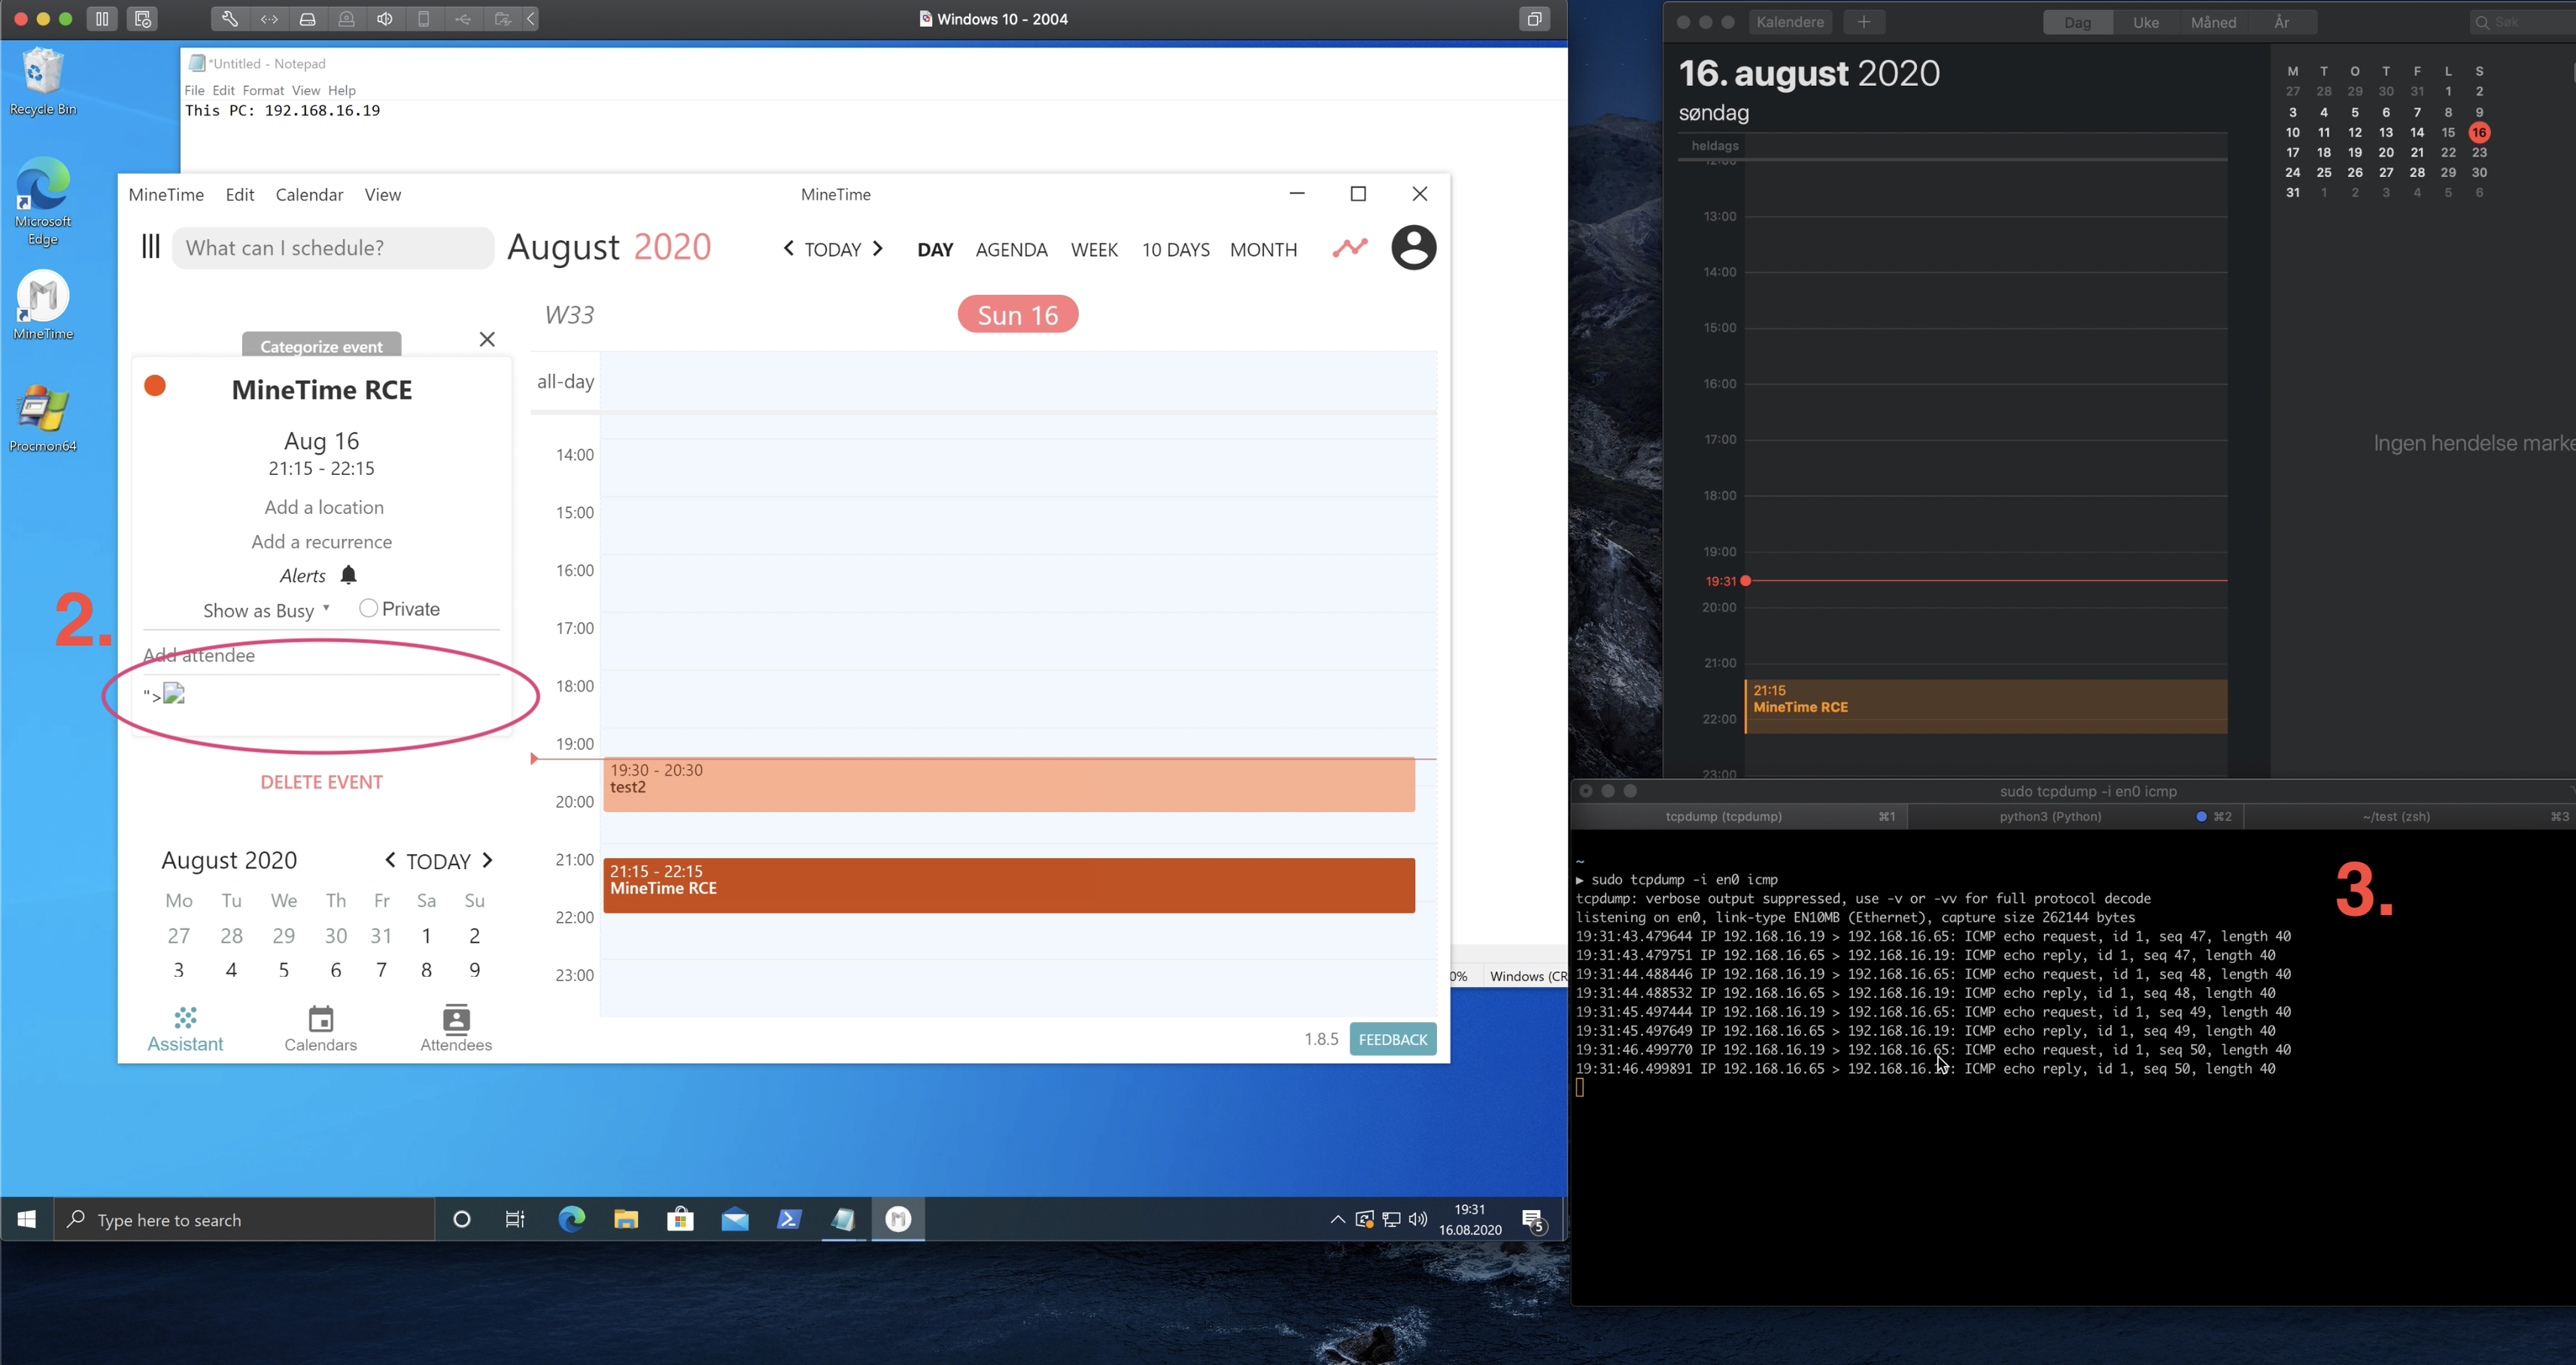 Windows 10 - 2004
Recycle Bin
Microsoft Edge
MineTime
Procmon64
*Untitled - Notepad
File Edit Format View Help
This PC: 192.168.16.19
MineTime Edit Calendar View
MineTime
What can I schedule?
August 2020
TODAY
DAY AGENDA WEEK 10 DAYS MONTH
W33
Sun 16
Categorize event
MineTime RCE
Aug 16
21:15 - 22:15
Add a location
Add a recurrence
Alerts
Show as Busy
Private
2.
Add attendee
">
DELETE EVENT
August 2020
TODAY
Mo Tu We Th Fr Sa Su
27 28 29 30 31 1 2
3 4 5 6 7 8 9
Assistant
Calendars
Attendees
all-day
14:00
15:00
16:00
17:00
18:00
19:00
19:30 - 20:30
test2
20:00
21:00
21:15 - 22:15
MineTime RCE
22:00
23:00
1.8.5
FEEDBACK
0%
Windows (CR
Type here to search
19:31
16.08.2020
5
Kalendere
+
Dag Uke Måned År
Søk
16. august 2020
søndag
heldags
12:00
13:00
14:00
15:00
16:00
17:00
18:00
19:00
19:31
20:00
21:00
21:15
MineTime RCE
22:00
23:00
M T O T F L S
27 28 29 30 31 1 2
3 4 5 6 7 8 9
10 11 12 13 14 15 16
17 18 19 20 21 22 23
24 25 26 27 28 29 30
31 1 2 3 4 5 6
Ingen hendelse marke
sudo tcpdump -i en0 icmp
tcpdump (tcpdump) ⌘1
python3 (Python) ⌘2
~/test (zsh) ⌘3
3.
~
▶ sudo tcpdump -i en0 icmp
tcpdump: verbose output suppressed, use -v or -vv for full protocol decode
listening on en0, link-type EN10MB (Ethernet), capture size 262144 bytes
19:31:43.479644 IP 192.168.16.19 > 192.168.16.65: ICMP echo request, id 1, seq 47, length 40
19:31:43.479751 IP 192.168.16.65 > 192.168.16.19: ICMP echo reply, id 1, seq 47, length 40
19:31:44.488446 IP 192.168.16.19 > 192.168.16.65: ICMP echo request, id 1, seq 48, length 40
19:31:44.488532 IP 192.168.16.65 > 192.168.16.19: ICMP echo reply, id 1, seq 48, length 40
19:31:45.497444 IP 192.168.16.19 > 192.168.16.65: ICMP echo request, id 1, seq 49, length 40
19:31:45.497649 IP 192.168.16.65 > 192.168.16.19: ICMP echo reply, id 1, seq 49, length 40
19:31:46.499770 IP 192.168.16.19 > 192.168.16.65: ICMP echo request, id 1, seq 50, length 40
19:31:46.499891 IP 192.168.16.65 > 192.168.16.19: ICMP echo reply, id 1, seq 50, length 40